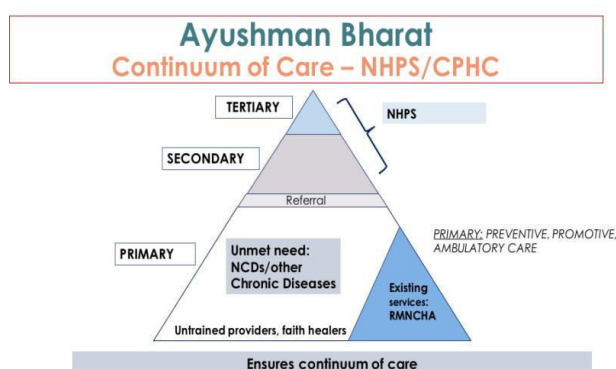 Ayushman Bharat
Continuum of Care – NHPS/CPHC
TERTIARY
NHPS
SECONDARY
Referral
PRIMARY
Unmet need:
NCDs/other
Chronic Diseases
PRIMARY: PREVENTIVE, PROMOTIVE,
AMBULATORY CARE
Existing
services:
RMNCHA
Untrained providers, faith healers
Ensures continuum of care